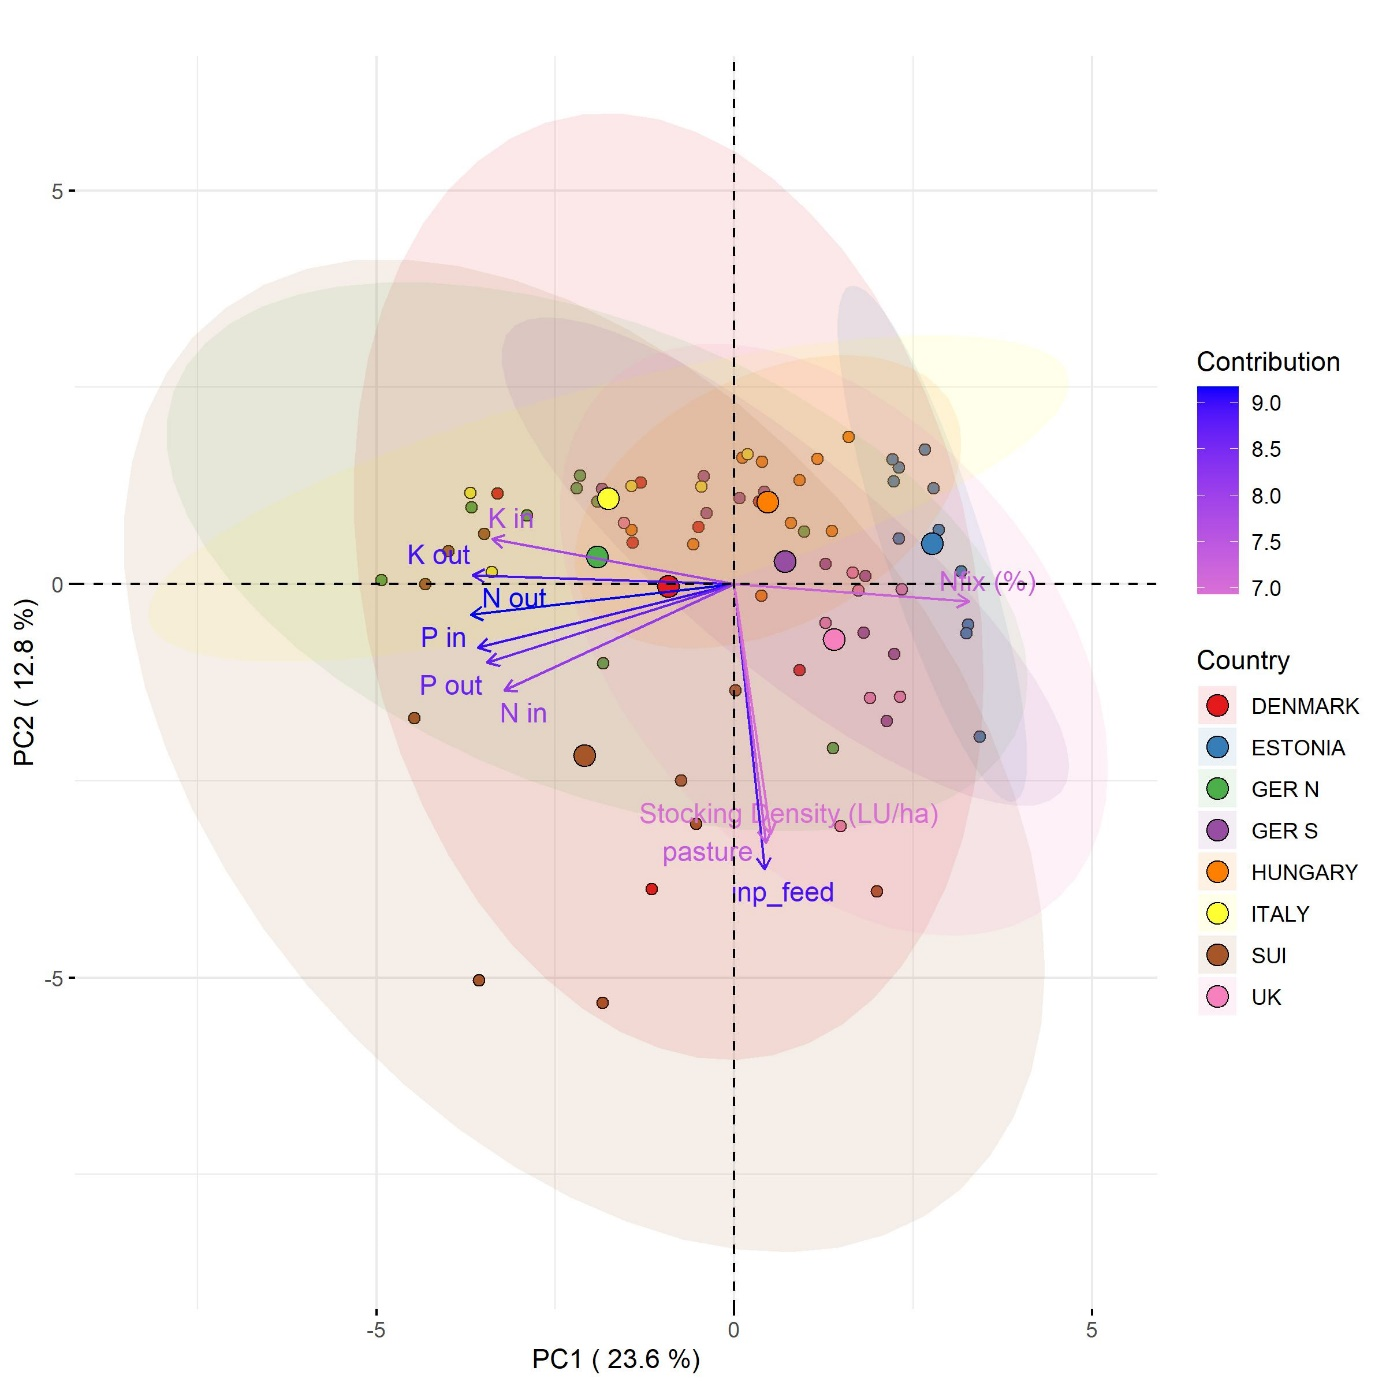 5
0
-5
-5
0
5
PC1 ( 23.6 %)
PC2 ( 12.8 %)
K in
K out
N out
P in
P out
N in
Nfix (%)
Stocking Density (LU/ha)
pasture
inp_feed
Contribution
9.0
8.5
8.0
7.5
7.0
Country
DENMARK
ESTONIA
GER N
GER S
HUNGARY
ITALY
SUI
UK